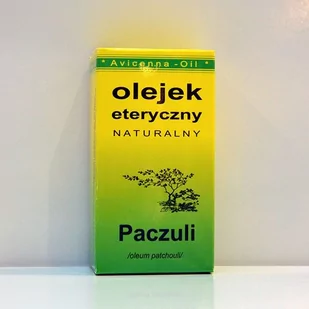 * Avicenna -Oil *
olejek
eteryczny
NATURALNY
Paczuli
/oleum patchouli/